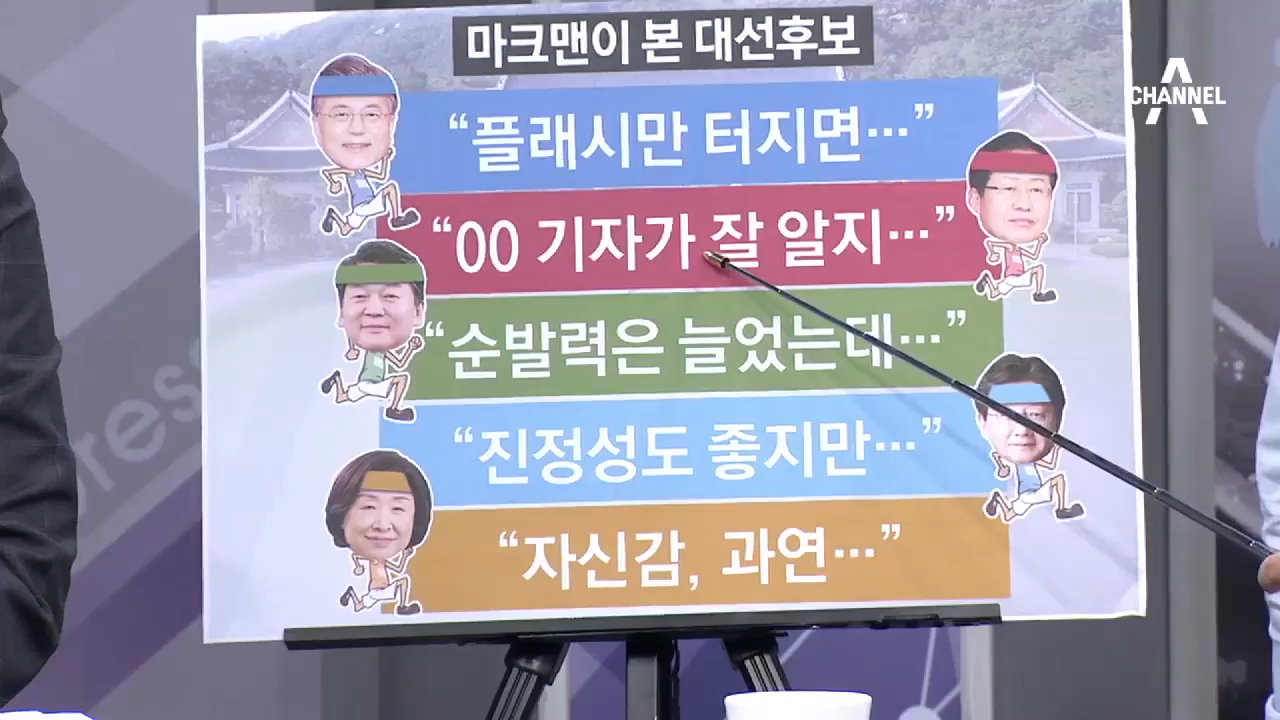 마크맨이 본 대선후보
CHANNEL A
“플래시만 터지면…”
“OO 기자가 잘 알지…”
“순발력은 늘었는데…”
“진정성도 좋지만…”
“자신감, 과연…”
pres